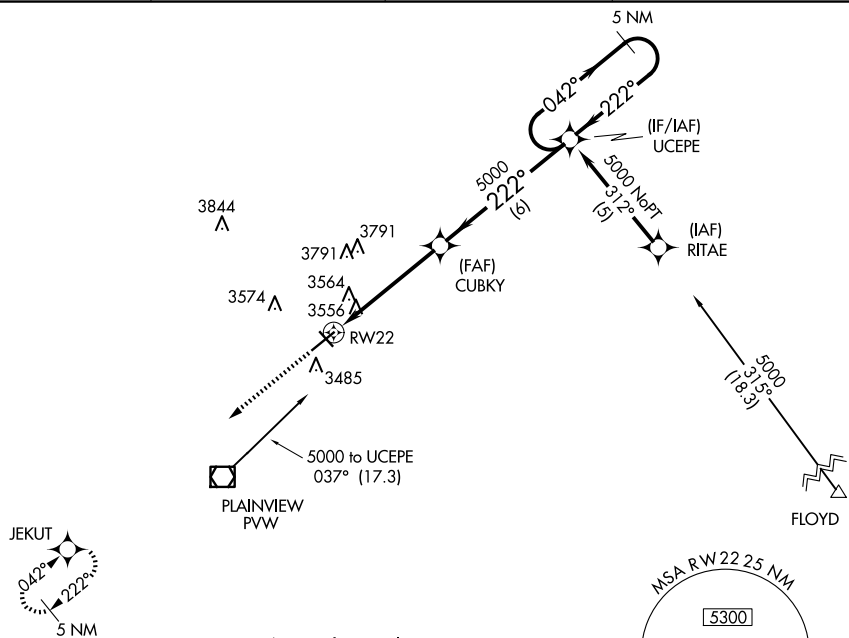 5 NM
042°
222°
(IF/IAF)
UCEPE
5000
222°
(6)
5000 NoPT
312°
(5)
(IAF)
RITAE
3844
3791
3791
(FAF)
CUBKY
3574
3564
3556
RW22
3485
5000
315°
(18.3)
5000 to UCEPE
037° (17.3)
PLAINVIEW
PVW
FLOYD
JEKUT
042°
222°
5 NM
MSA RW22 25 NM
5300